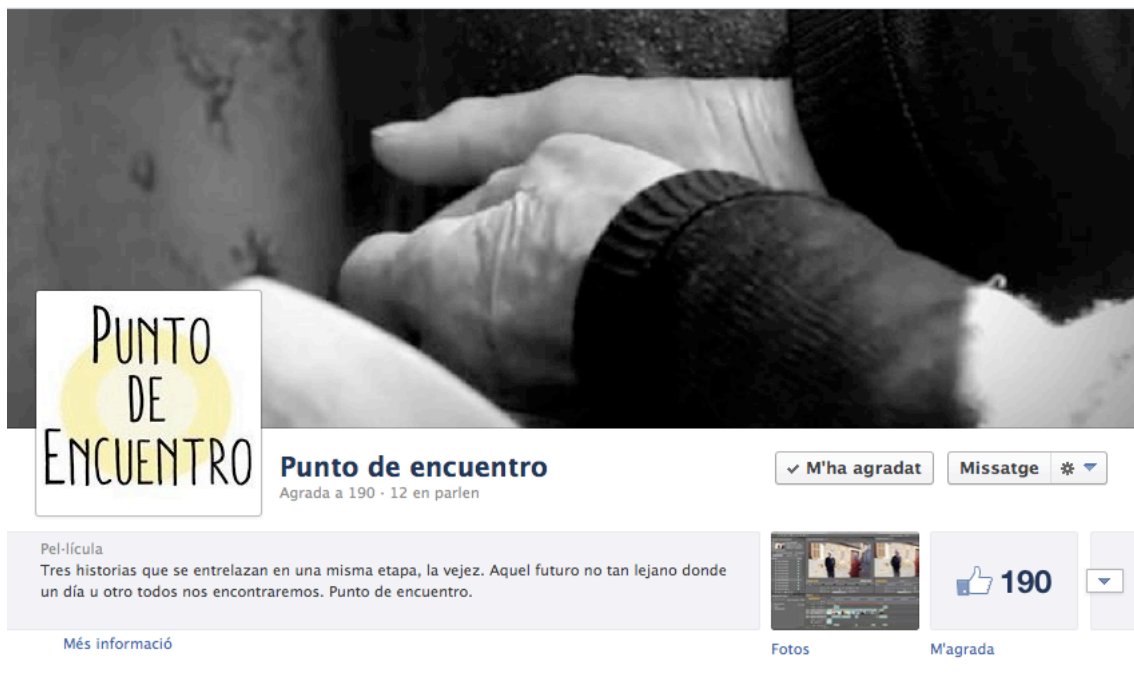 PUNTO
DE
ENCUENTRO
Punto de encuentro
Agrada a 190 · 12 en parlen
M'ha agradat
Missatge
Pel·lícula
Tres historias que se entrelazan en una misma etapa, la vejez. Aquel futuro no tan lejano donde
un día u otro todos nos encontraremos. Punto de encuentro.
Més informació
190
Fotos
M'agrada